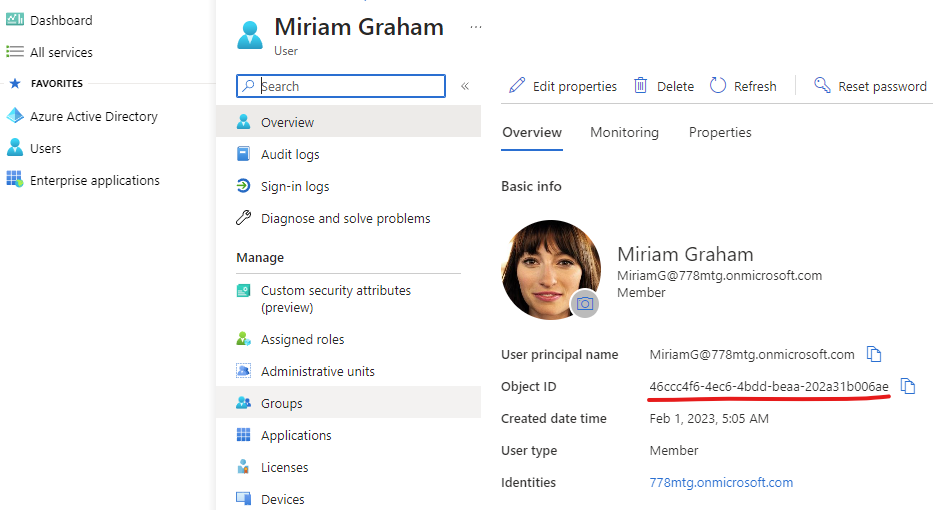 Dashboard
All services
FAVORITES
Azure Active Directory
Users
Enterprise applications
Miriam Graham
...
User
Search
«
Overview
Audit logs
Sign-in logs
Diagnose and solve problems
Manage
Custom security attributes
(preview)
Assigned roles
Administrative units
Groups
Applications
Licenses
Devices
Edit properties
Delete
Refresh
Reset password
Overview
Monitoring
Properties
Basic info
Miriam Graham
MiriamG@778mtg.onmicrosoft.com
Member
User principal name
MiriamG@778mtg.onmicrosoft.com
Object ID
46ccc4f6-4ec6-4bdd-beaa-202a31b006ae
Created date time
Feb 1, 2023, 5:05 AM
User type
Member
Identities
778mtg.onmicrosoft.com